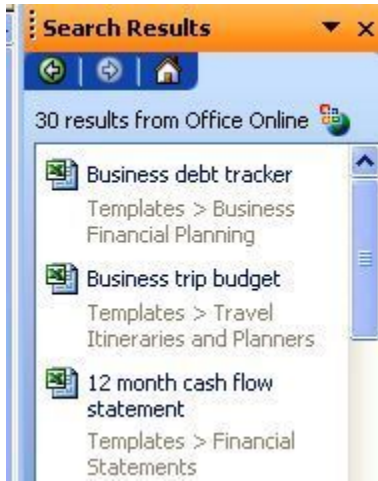 Search Results
30 results from Office Online
Business debt tracker
Templates > Business
Financial Planning
Business trip budget
Templates > Travel
Itineraries and Planners
12 month cash flow
statement
Templates > Financial
Statements